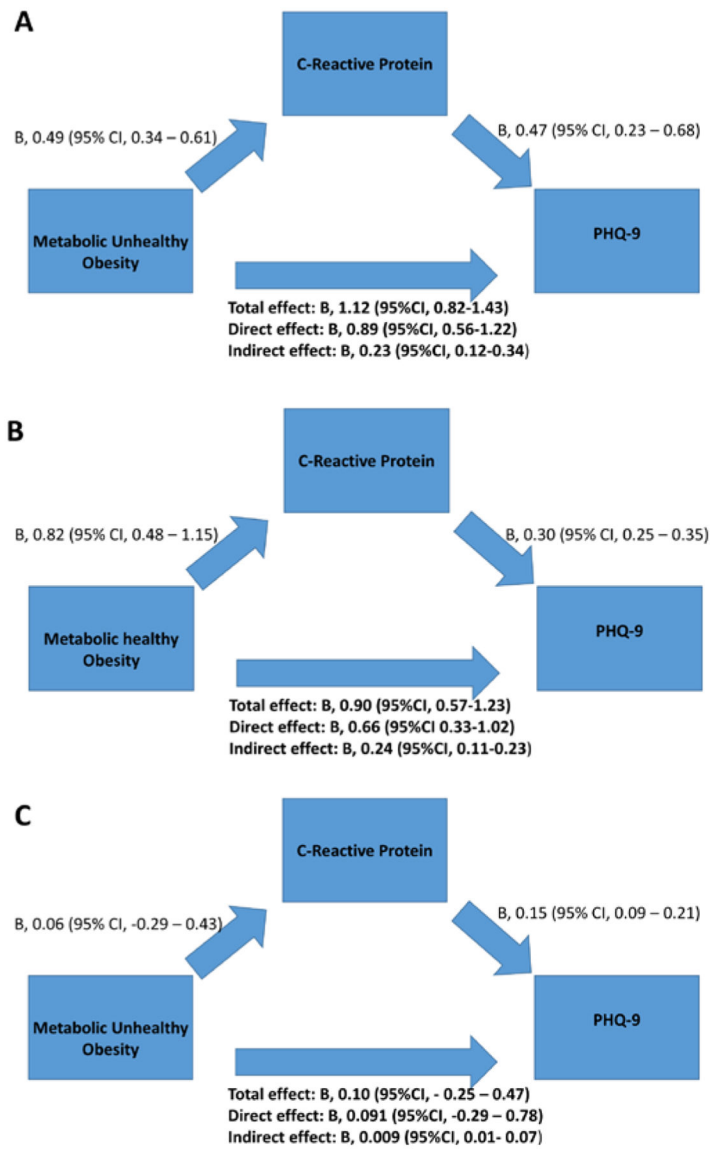 A
C-Reactive Protein
B, 0.49 (95% CI, 0.34 – 0.61)
B, 0.47 (95% CI, 0.23 – 0.68)
Metabolic Unhealthy
Obesity
PHQ-9
Total effect: B, 1.12 (95%CI, 0.82-1.43)
Direct effect: B, 0.89 (95%CI, 0.56-1.22)
Indirect effect: B, 0.23 (95%CI, 0.12-0.34)
B
C-Reactive Protein
B, 0.82 (95% CI, 0.48 – 1.15)
B, 0.30 (95% CI, 0.25 – 0.35)
Metabolic healthy
Obesity
PHQ-9
Total effect: B, 0.90 (95%CI, 0.57-1.23)
Direct effect: B, 0.66 (95%CI 0.33-1.02)
Indirect effect: B, 0.24 (95%CI, 0.11-0.23)
C
C-Reactive Protein
B, 0.06 (95% CI, -0.29 – 0.43)
B, 0.15 (95% CI, 0.09 – 0.21)
Metabolic Unhealthy
Obesity
PHQ-9
Total effect: B, 0.10 (95%CI, - 0.25 – 0.47)
Direct effect: B, 0.091 (95%CI, -0.29 – 0.78)
Indirect effect: B, 0.009 (95%CI, 0.01- 0.07)